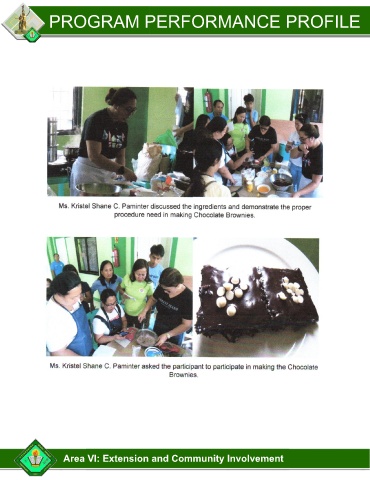 PROGRAM PERFORMANCE PROFILE
Ms. Kristel Shane C. Paminter discussed the ingredients and demonstrate the proper
procedure need in making Chocolate Brownies.
Ms. Kristel Shane C. Paminter asked the participant to participate in making the Chocolate
Brownies.
Area VI: Extension and Community Involvement